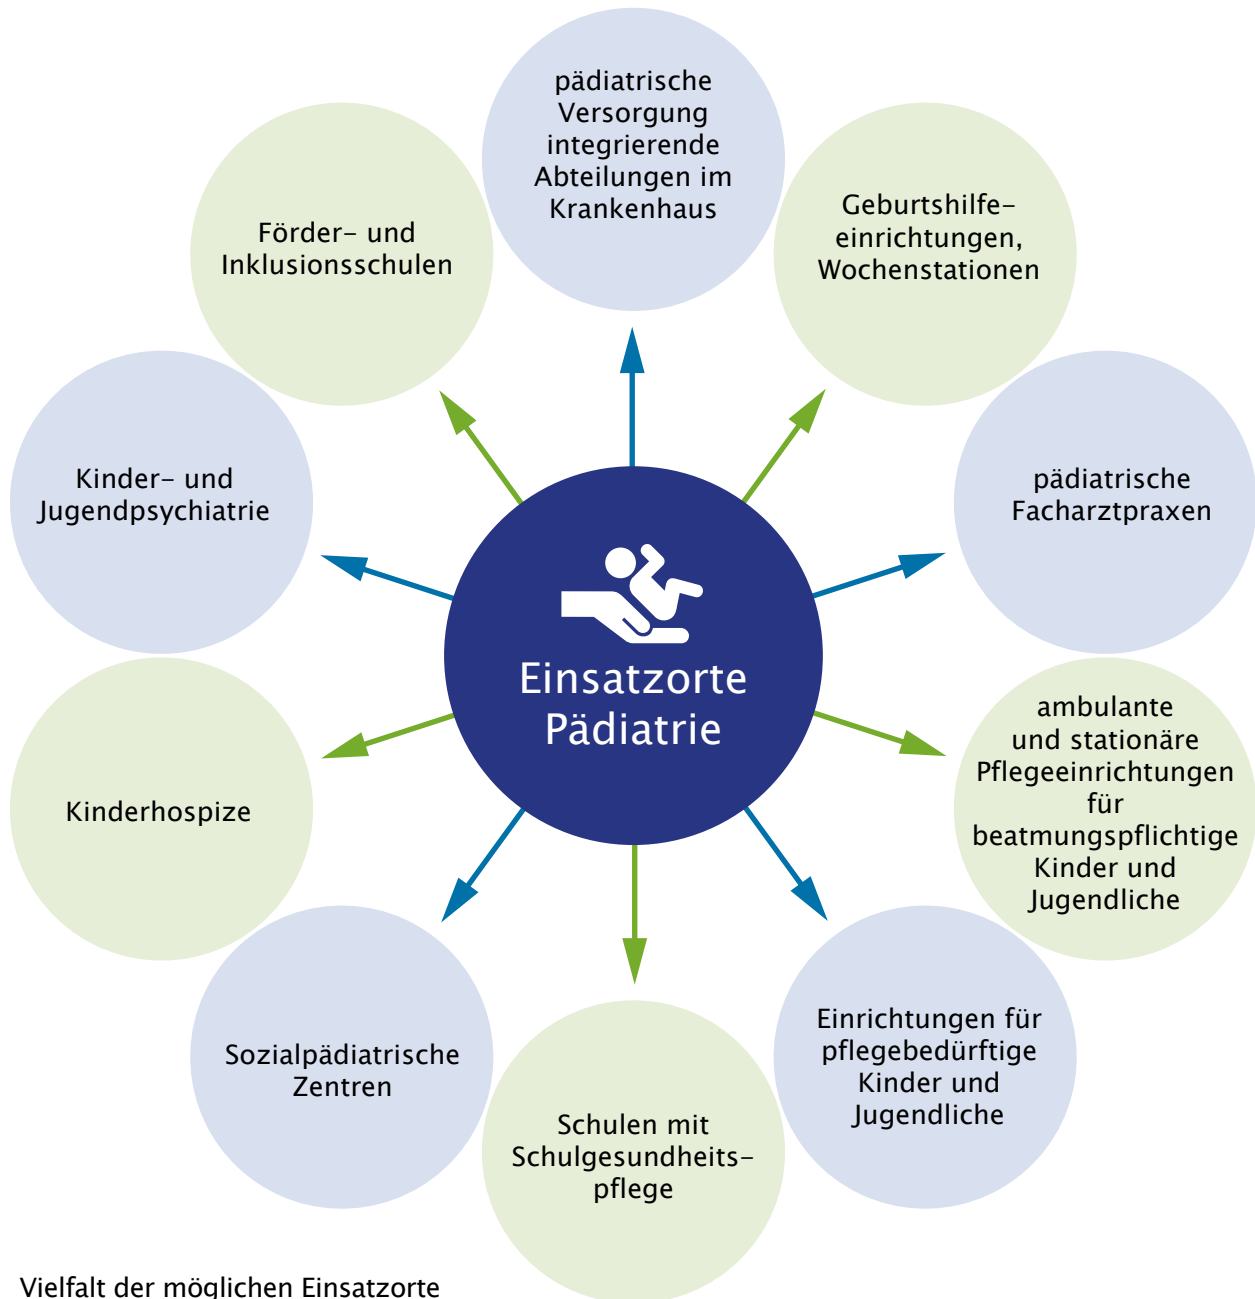 pädiatrische
Versorgung
integrierende
Abteilungen im
Krankenhaus
Geburtshilfe-
einrichtungen,
Wochenstationen
pädiatrische
Facharztpraxen
ambulante
und stationäre
Pflegeeinrichtungen
für
beatmungspflichtige
Kinder und
Jugendliche
Einrichtungen für
pflegebedürftige
Kinder und
Jugendliche
Schulen mit
Schulgesundheits-
pflege
Sozialpädiatrische
Zentren
Kinderhospize
Kinder- und
Jugendpsychiatrie
Förder- und
Inklusionsschulen
Einsatzorte
Pädiatrie
Vielfalt der möglichen Einsatzorte